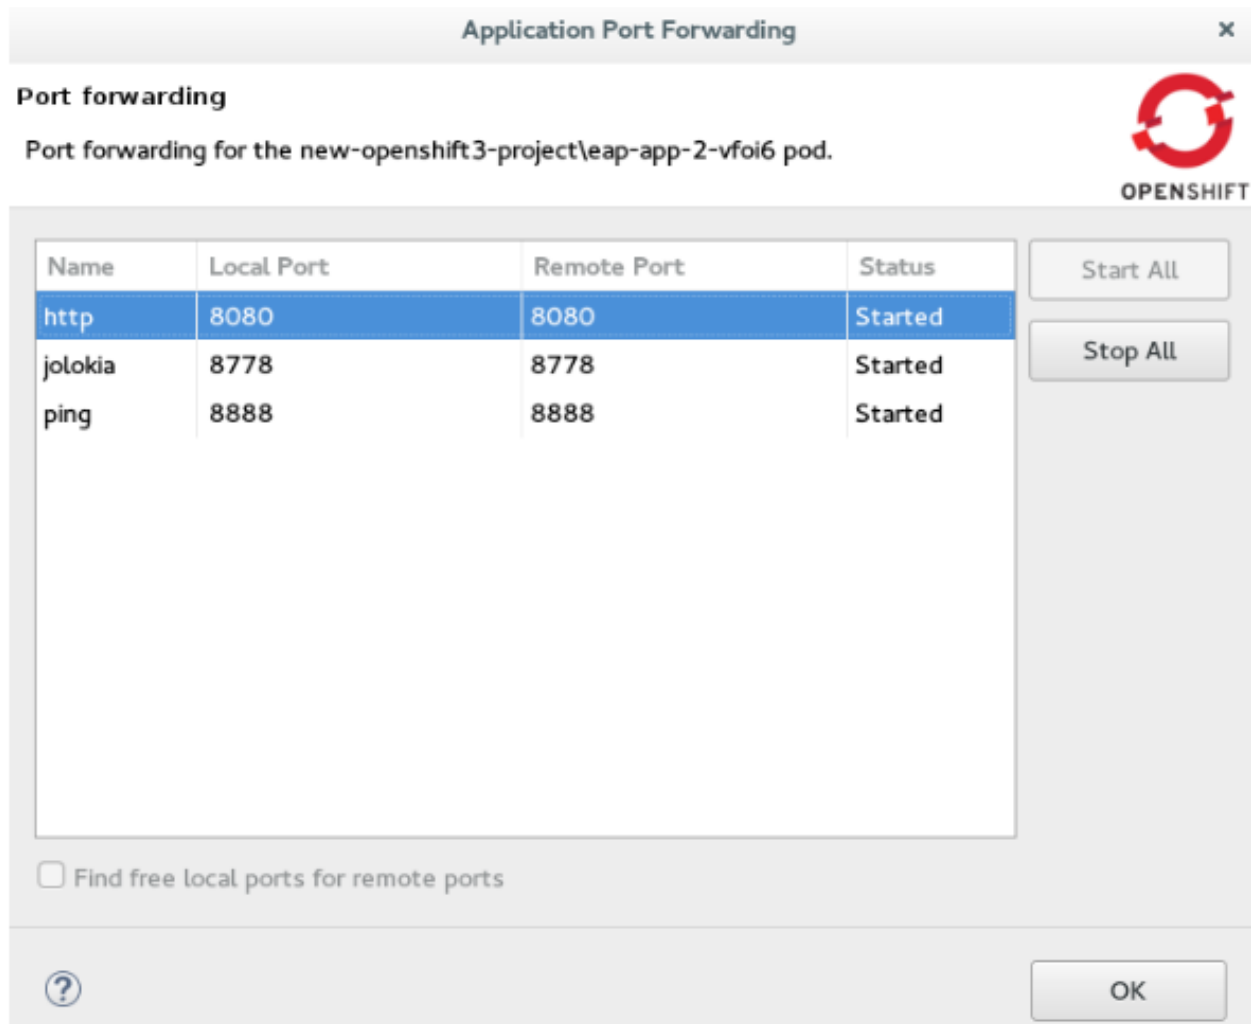 Application Port Forwarding ×
Port forwarding
Port forwarding for the new-openshift3-project\eap-app-2-vfoi6 pod.
OPENSHIFT
Name Local Port Remote Port Status
http 8080 8080 Started
jolokia 8778 8778 Started
ping 8888 8888 Started
Start All
Stop All
Find free local ports for remote ports
?
OK